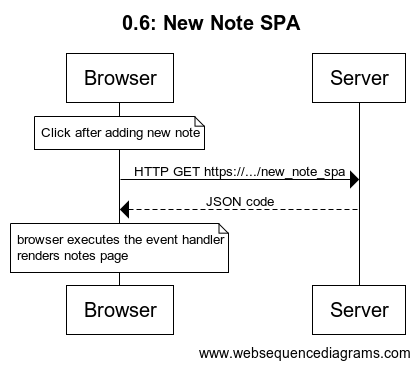 0.6: New Note SPA
Browser
Server
Click after adding new note
HTTP GET https://.../new_note_spa
JSON code
browser executes the event handler
renders notes page
Browser
Server
www.websequencediagrams.com